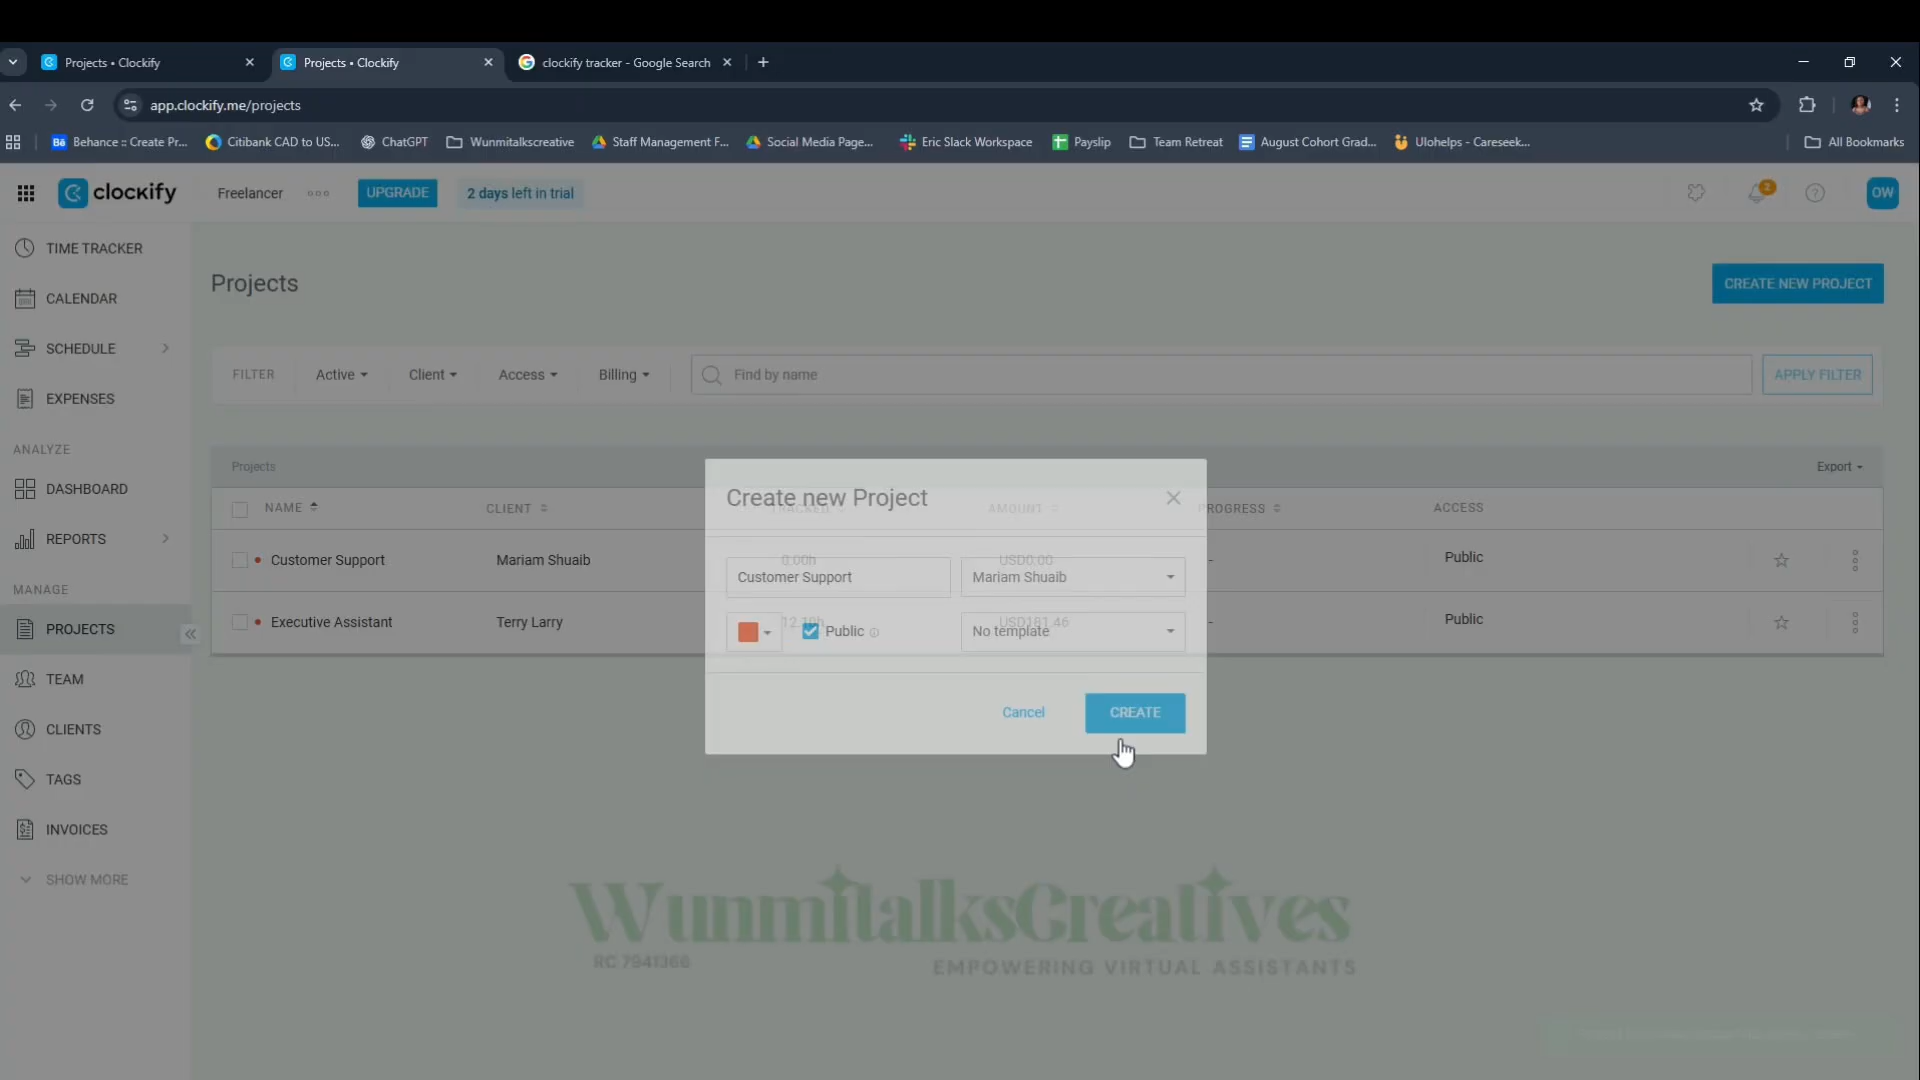 Projects • Clockify
Projects • Clockify
clockify tracker - Google Search
app.clockify.me/projects
Behance :: Create Pr...
Citibank CAD to US...
ChatGPT
Wunmitalkscreative
Staff Management F...
Social Media Page...
Eric Slack Workspace
Payslip
Team Retreat
August Cohort Grad...
Ulohelps - Careseek...
All Bookmarks
clockify
Freelancer
UPGRADE
2 days left in trial
2
OW
TIME TRACKER
CALENDAR
SCHEDULE
EXPENSES
ANALYZE
DASHBOARD
REPORTS
MANAGE
PROJECTS
TEAM
CLIENTS
TAGS
INVOICES
SHOW MORE
Projects
CREATE NEW PROJECT
FILTER
Active
Client
Access
Billing
Find by name
APPLY FILTER
Projects
Export
NAME
CLIENT
TRACKED
AMOUNT
PROGRESS
ACCESS
Customer Support
Mariam Shuaib
0.00h
USD0.00
-
Public
Executive Assistant
Terry Larry
USD181.46
-
Public
Create new Project
Customer Support
Mariam Shuaib
Public
No template
Cancel
CREATE
WunmitalksCreatives
RC 7941366
EMPOWERING VIRTUAL ASSISTANTS